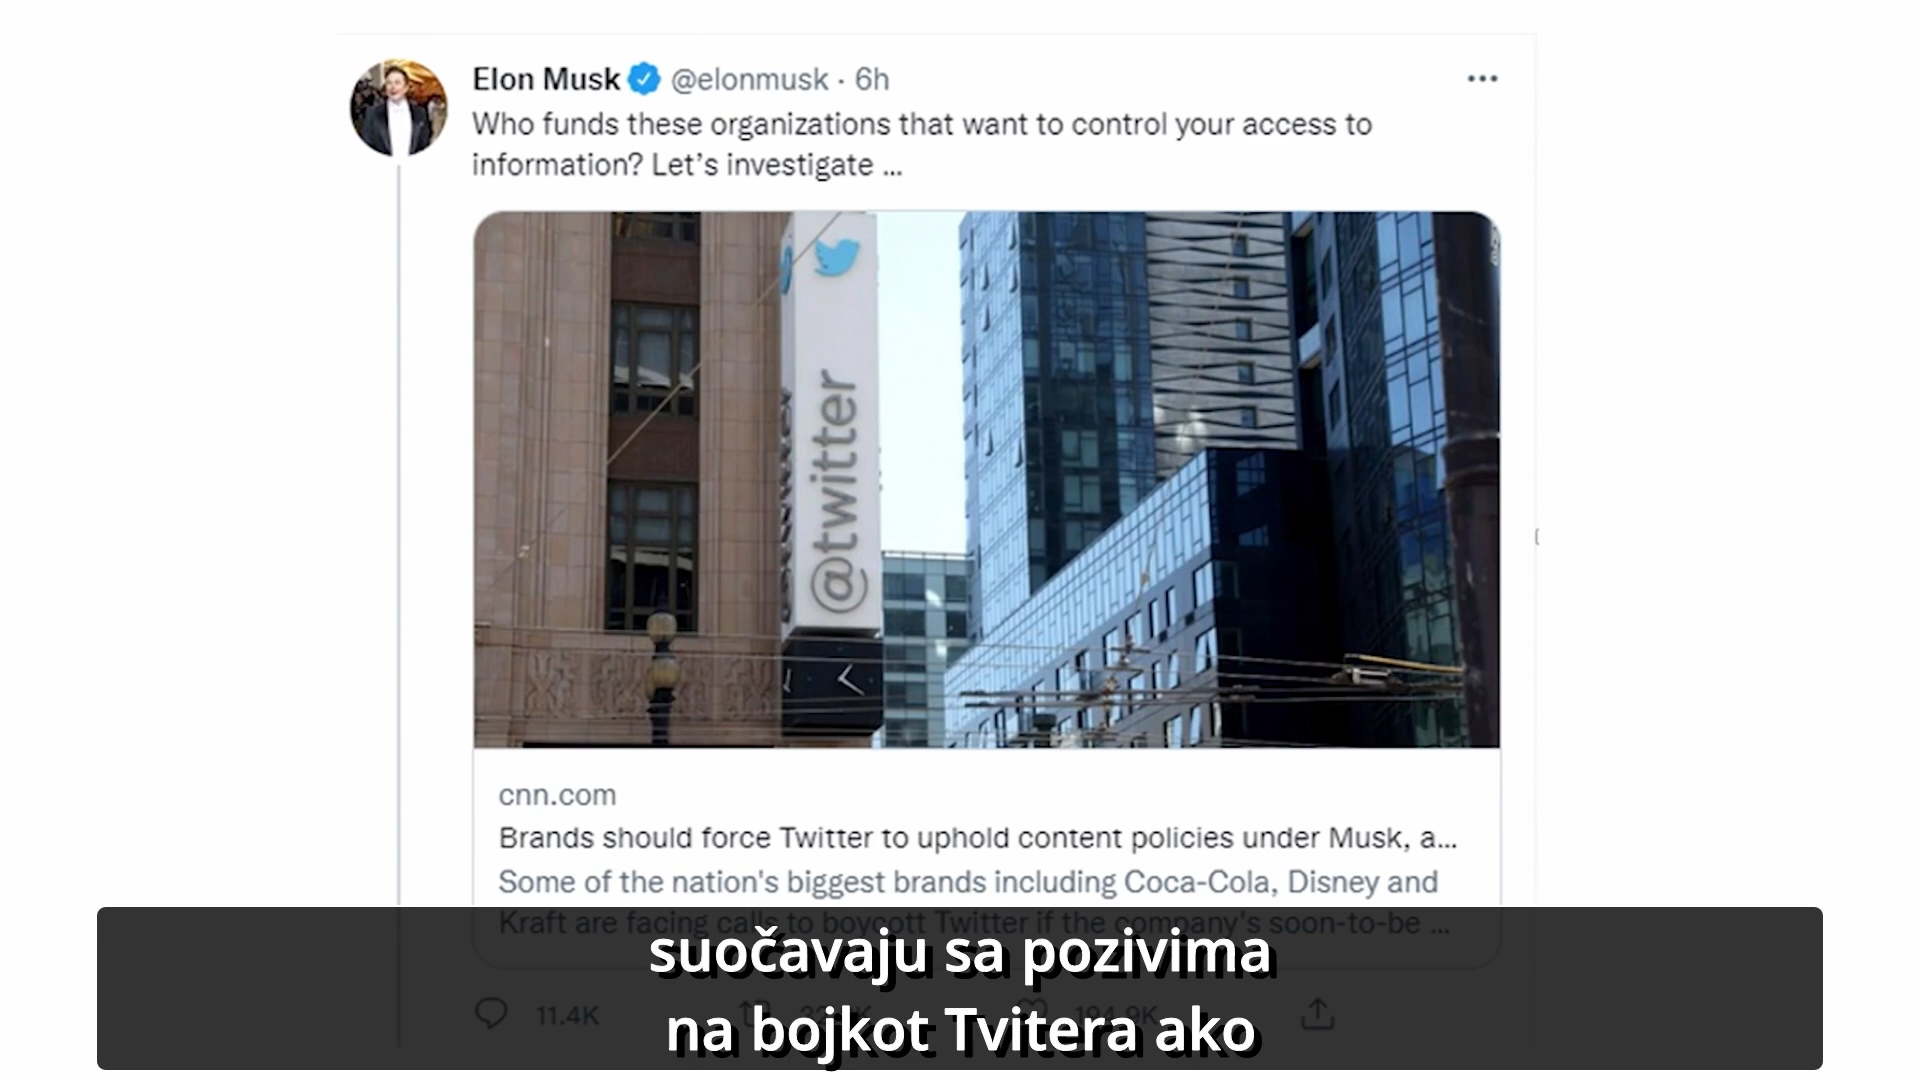 Elon Musk @elonmusk · 6h
Who funds these organizations that want to control your access to
information? Let's investigate ...
@twitter
cnn.com
Brands should force Twitter to uphold content policies under Musk, a...
Some of the nation's biggest brands including Coca-Cola, Disney and
Kraft are facing calls to boycott Twitter if the company's soon-to-be ...
11.4K 194.9K
suočavaju sa pozivima
na bojkot Tvitera ako